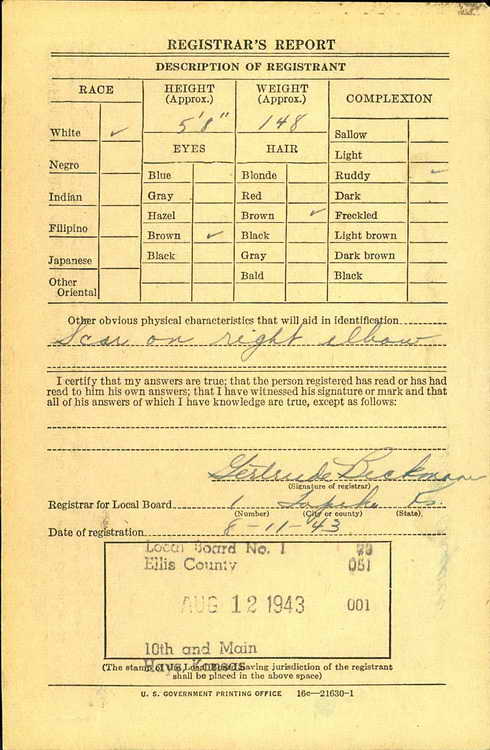 REGISTRAR'S REPORT
DESCRIPTION OF REGISTRANT
RACE
HEIGHT (Approx.)
WEIGHT (Approx.)
COMPLEXION
5'8"
148
White ✓
EYES
HAIR
Sallow
Light
Negro
Blue
Blonde
Ruddy ✓
Indian
Gray
Red
Dark
Hazel
Brown ✓
Freckled
Filipino
Brown ✓
Black
Light brown
Japanese
Black
Gray
Dark brown
Other Oriental
Bald
Black
Other obvious physical characteristics that will aid in identification
Scar on right elbow
I certify that my answers are true; that the person registered has read or has had
read to him his own answers; that I have witnessed his signature or mark and that
all of his answers of which I have knowledge are true, except as follows:
Gertrude
(Signature of registrar)
Registrar for Local Board 1
(Number) (City or county) (State)
Date of registration 8-11-43
Local Board No. 1
Ellis County 051
AUG 12 1943 001
10th and Main
Hays, Kansas
(The stamp of the Local Board having jurisdiction of the registrant
shall be placed in the above space)
U. S. GOVERNMENT PRINTING OFFICE 16c—21630-1